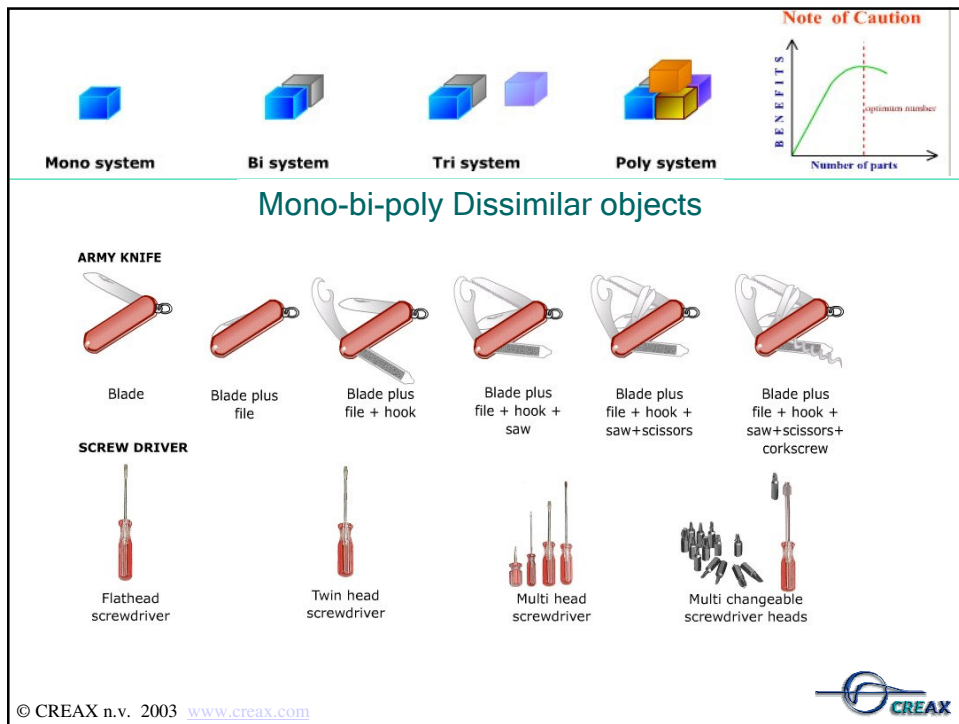 Note of Caution
BENEFITS
optimum number
Number of parts
Mono system
Bi system
Tri system
Poly system
Mono-bi-poly Dissimilar objects
ARMY KNIFE
Blade
Blade plus
file
Blade plus
file + hook
Blade plus
file + hook +
saw
Blade plus
file + hook +
saw+scissors
Blade plus
file + hook +
saw+scissors+
corkscrew
SCREW DRIVER
Flathead
screwdriver
Twin head
screwdriver
Multi head
screwdriver
Multi changeable
screwdriver heads
© CREAX n.v. 2003 www.creax.com
CREAX